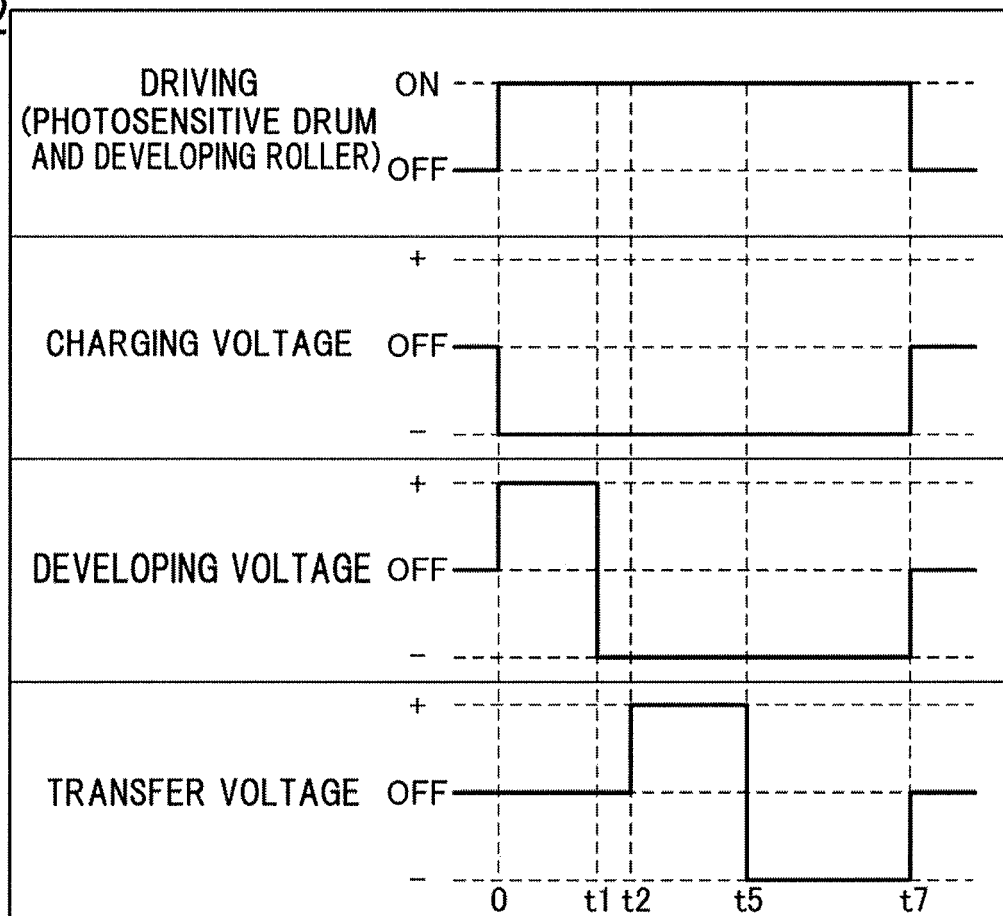 DRIVING
(PHOTOSENSITIVE DRUM
AND DEVELOPING ROLLER)
ON
OFF
CHARGING VOLTAGE
+
OFF
−
DEVELOPING VOLTAGE
+
OFF
−
TRANSFER VOLTAGE
+
OFF
−
0 t1 t2 t5 t7